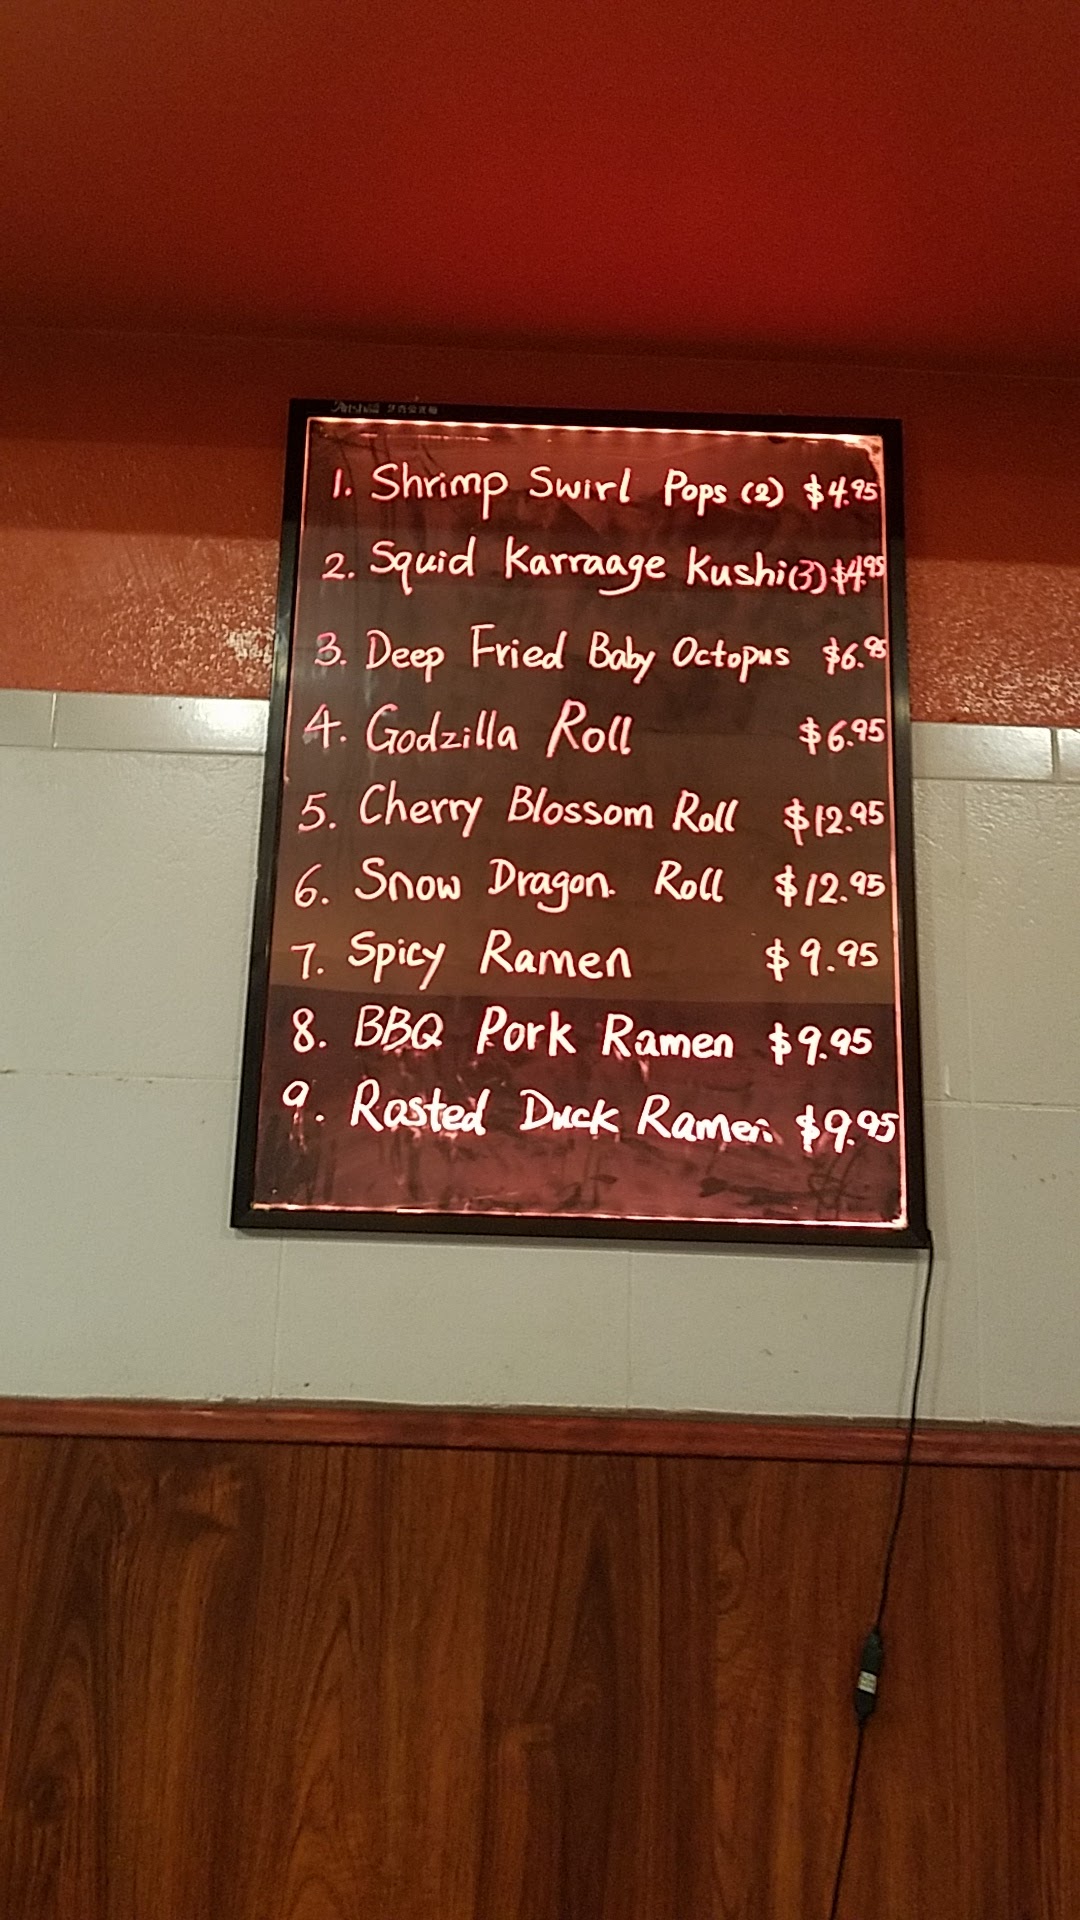 1. Shrimp Swirl Pops (2) $4.95
2. Squid Karraage Kushi(3) $4.95
3. Deep Fried Baby Octopus $6.95
4. Godzilla Roll $6.95
5. Cherry Blossom Roll $12.95
6. Snow Dragon. Roll $12.95
7. Spicy Ramen $9.95
8. BBQ Pork Ramen $9.95
9. Rosted Duck Ramen $9.95